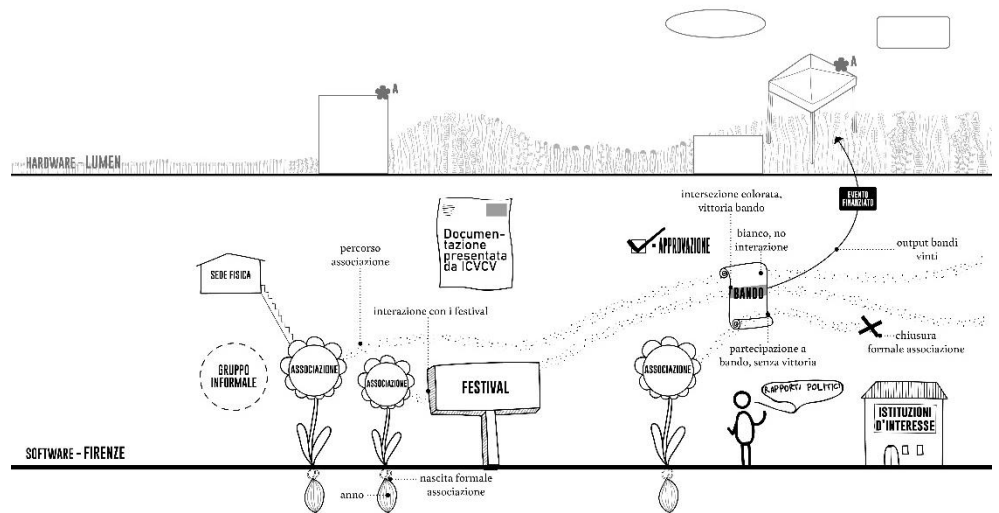 A
A
HARDWARE - LUMEN
EVENTO
FINANZIATO
intersezione colorata,
vittoria bando
bianco, no
interazione
output bandi
vinti
Documen-
tazione
presentata
da ICVCV
- APPROVAZIONE
percorso
associazione
SEDE FISICA
BANDO
interazione con i festival
chiusura
formale associazione
partecipazione a
bando, senza vittoria
GRUPPO
INFORMALE
ASSOCIAZIONE
ASSOCIAZIONE
FESTIVAL
ASSOCIAZIONE
RAPPORTI POLITICI
ISTITUZIONI
D'INTERESSE
SOFTWARE - FIRENZE
nascita formale
associazione
anno